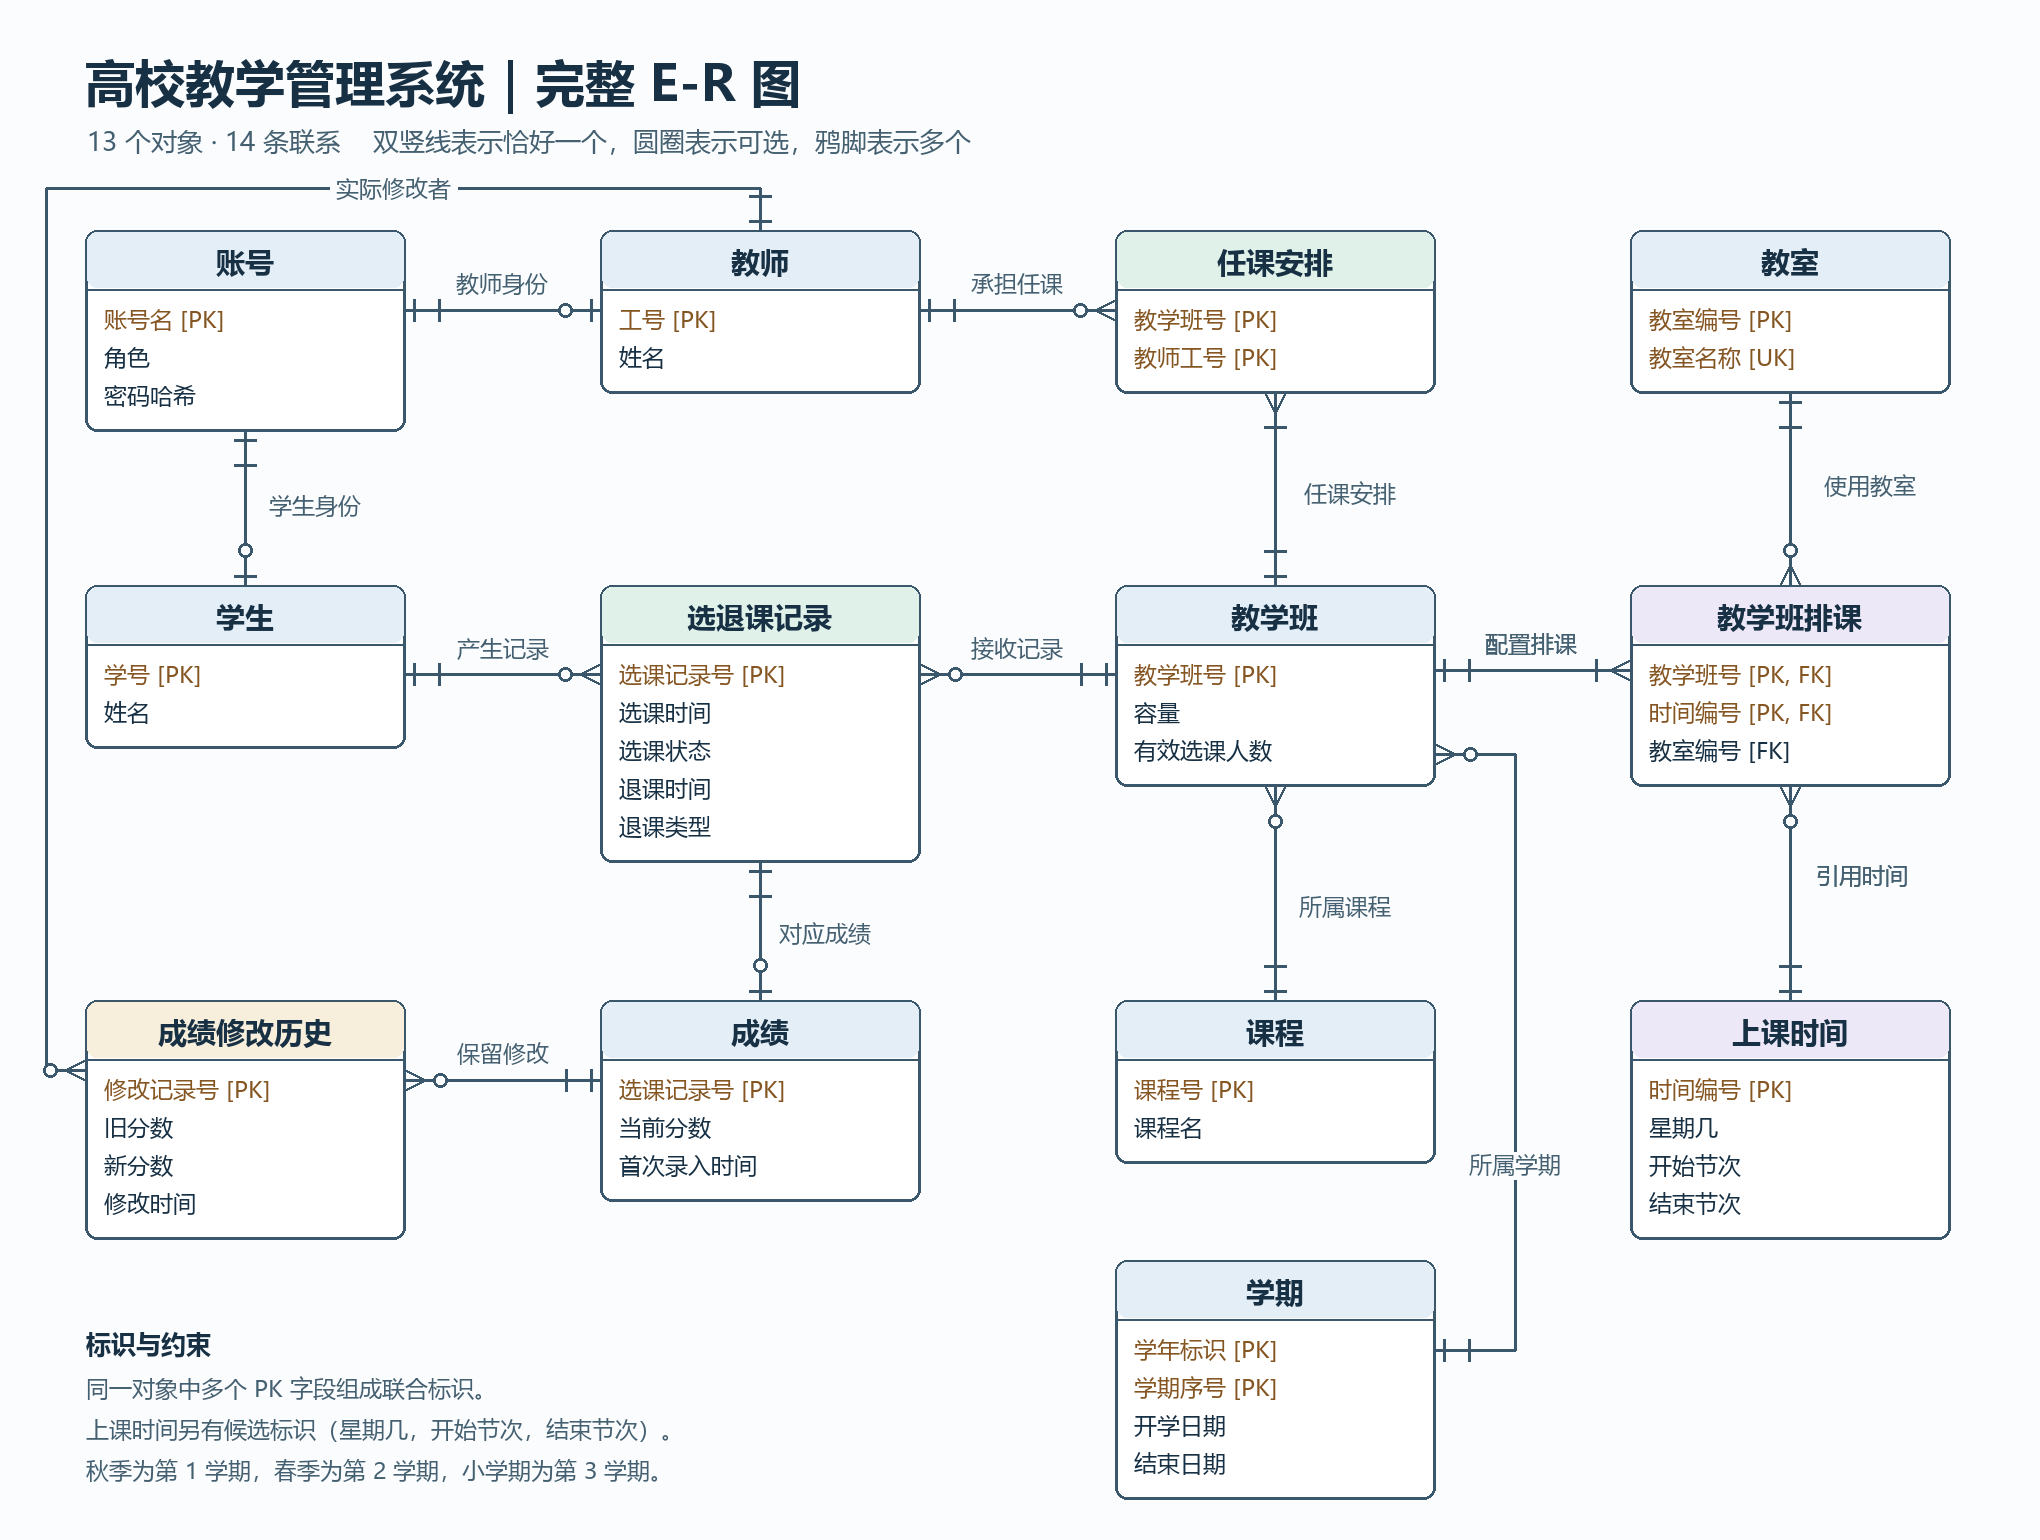 高校教学管理系统 | 完整 E-R 图
13 个对象 · 14 条联系 双竖线表示恰好一个，圆圈表示可选，鸦脚表示多个
实际修改者
账号
账号名 [PK]
角色
密码哈希
教师身份
教师
工号 [PK]
姓名
承担任课
任课安排
教学班号 [PK]
教师工号 [PK]
教室
教室编号 [PK]
教室名称 [UK]
学生身份
任课安排
使用教室
学生
学号 [PK]
姓名
产生记录
选退课记录
选课记录号 [PK]
选课时间
选课状态
退课时间
退课类型
接收记录
教学班
教学班号 [PK]
容量
有效选课人数
配置排课
教学班排课
教学班号 [PK, FK]
时间编号 [PK, FK]
教室编号 [FK]
对应成绩
所属课程
引用时间
成绩修改历史
修改记录号 [PK]
旧分数
新分数
修改时间
保留修改
成绩
选课记录号 [PK]
当前分数
首次录入时间
课程
课程号 [PK]
课程名
所属学期
上课时间
时间编号 [PK]
星期几
开始节次
结束节次
学期
学年标识 [PK]
学期序号 [PK]
开学日期
结束日期
标识与约束
同一对象中多个 PK 字段组成联合标识。
上课时间另有候选标识（星期几，开始节次，结束节次）。
秋季为第 1 学期，春季为第 2 学期，小学期为第 3 学期。